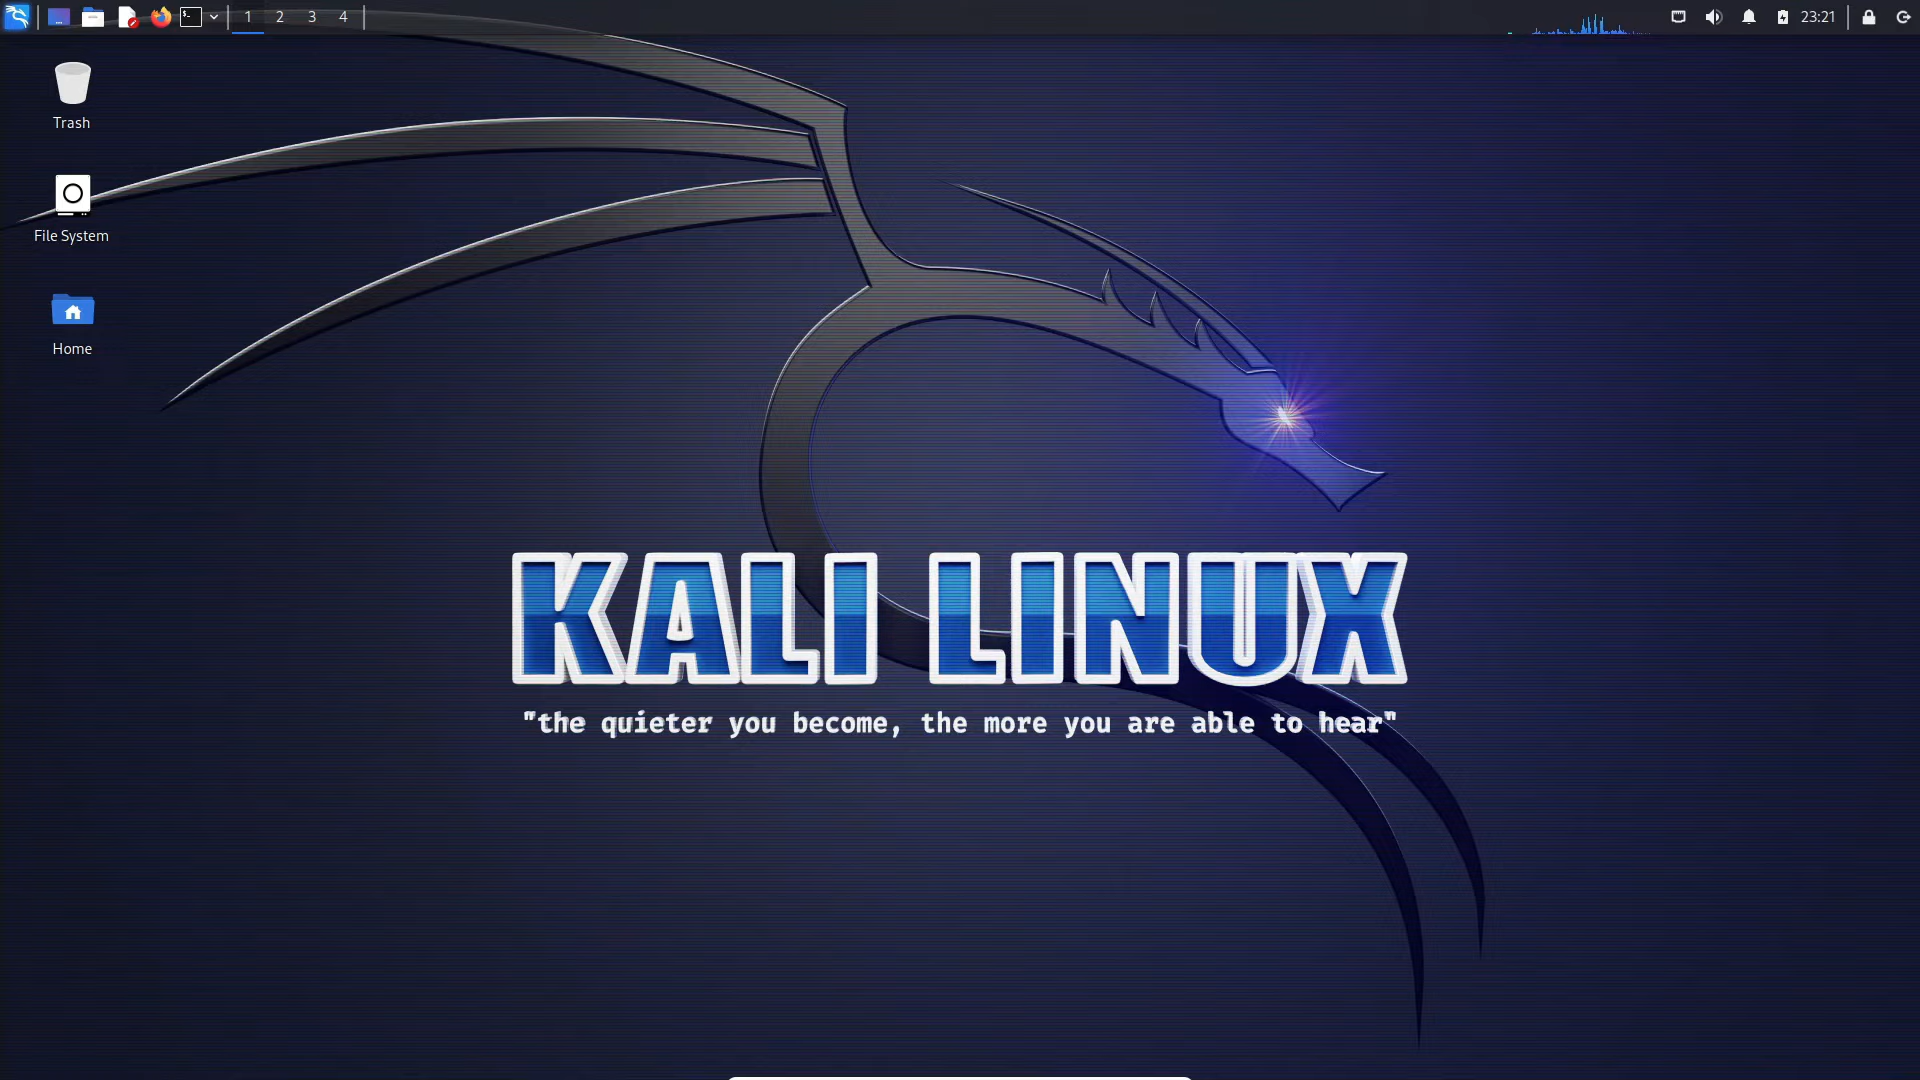 1 2 3 4
23:21
Trash
File System
Home
KALI LINUX
"the quieter you become, the more you are able to hear"